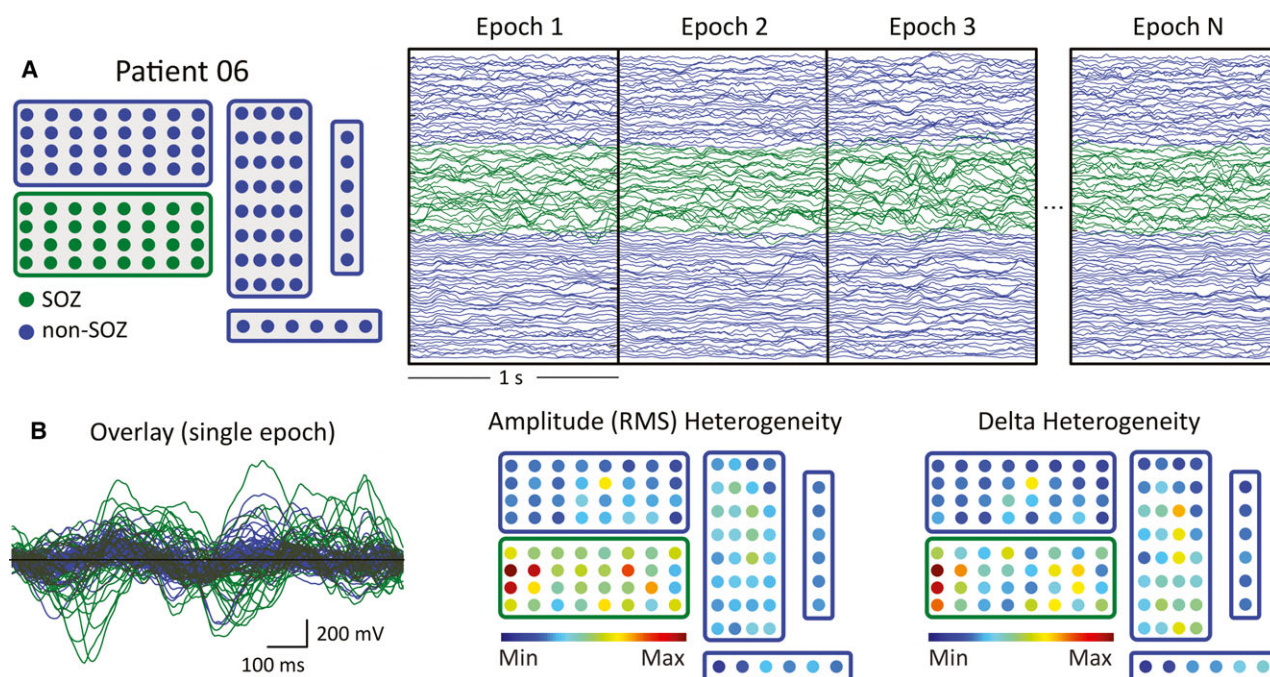 A
Patient 06
SOZ
non-SOZ
Epoch 1
Epoch 2
Epoch 3
Epoch N
...
1 s
B
Overlay (single epoch)
200 mV
100 ms
Amplitude (RMS) Heterogeneity
Min
Max
Delta Heterogeneity
Min
Max